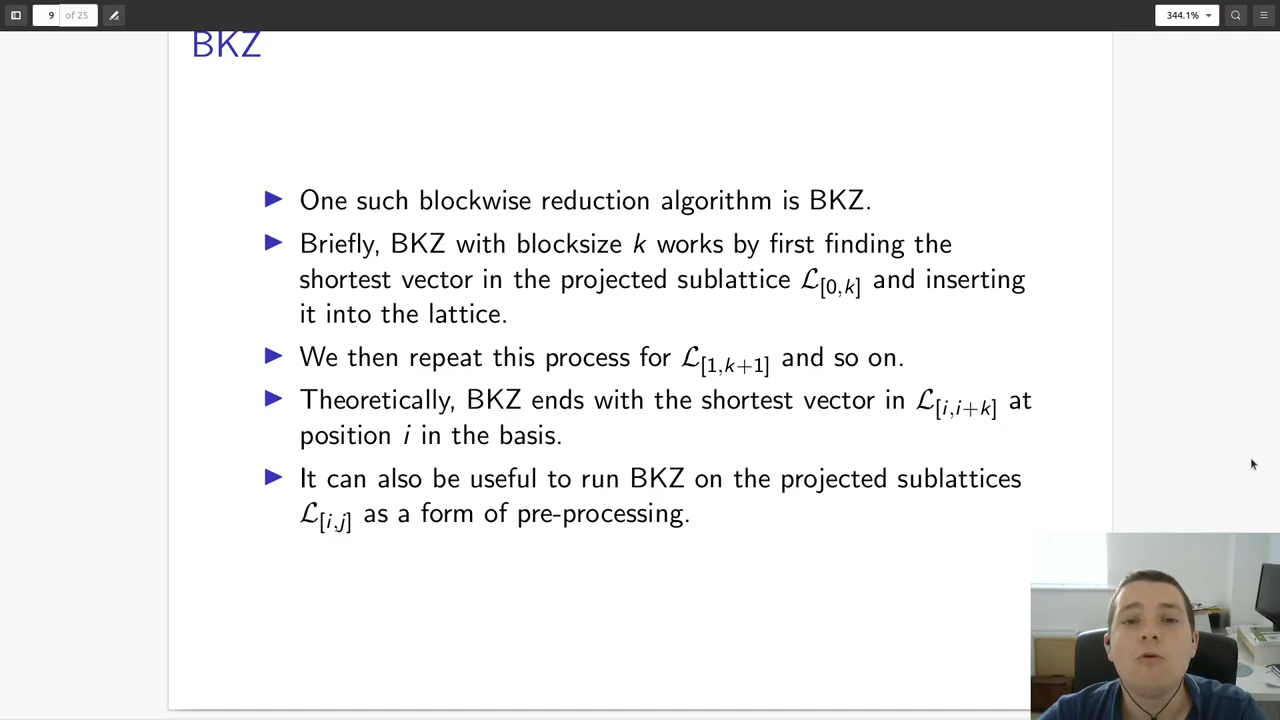 9 of 25 344.1%
BKZ
▶ One such blockwise reduction algorithm is BKZ.
▶ Briefly, BKZ with blocksize k works by first finding the
shortest vector in the projected sublattice ℒ[0,k] and inserting
it into the lattice.
▶ We then repeat this process for ℒ[1,k+1] and so on.
▶ Theoretically, BKZ ends with the shortest vector in ℒ[i,i+k] at
position i in the basis.
▶ It can also be useful to run BKZ on the projected sublattices
ℒ[i,j] as a form of pre-processing.